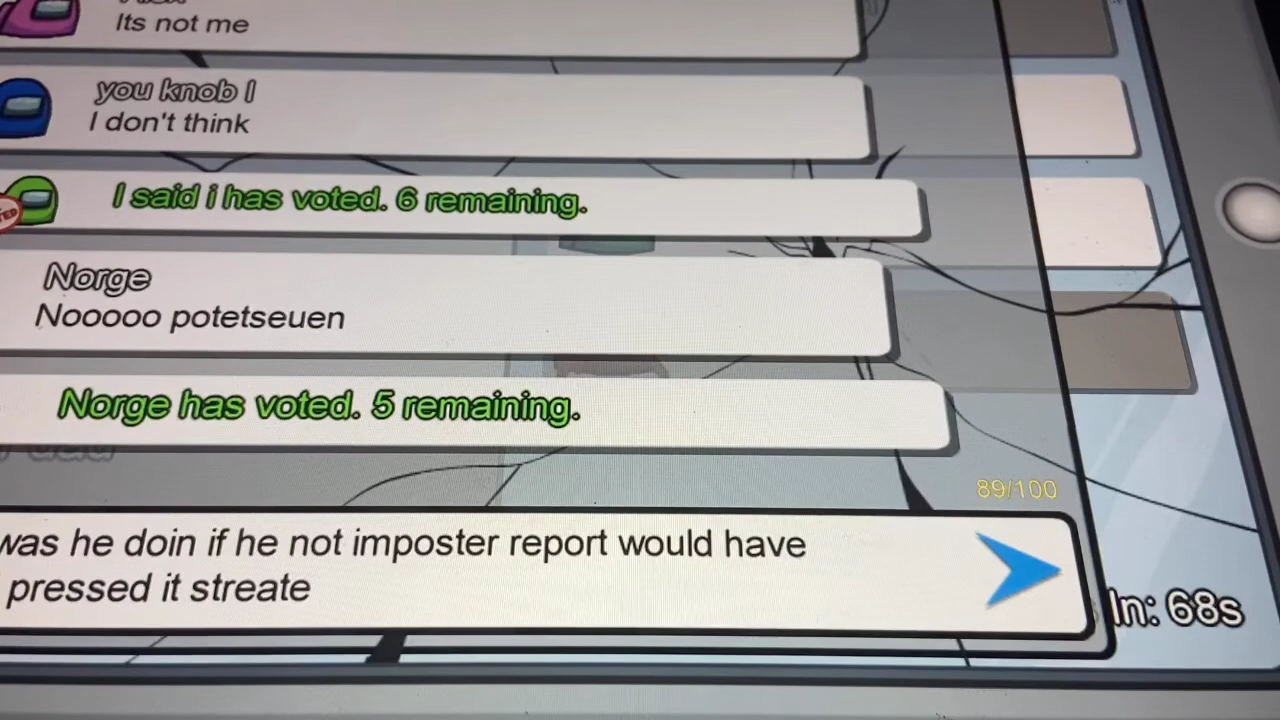 Its not me
you knob I
I don't think
I said i has voted. 6 remaining.
Norge
Nooooo potetseuen
Norge has voted. 5 remaining.
dad
89/100
was he doin if he not imposter report would have
pressed it streate
In: 68s